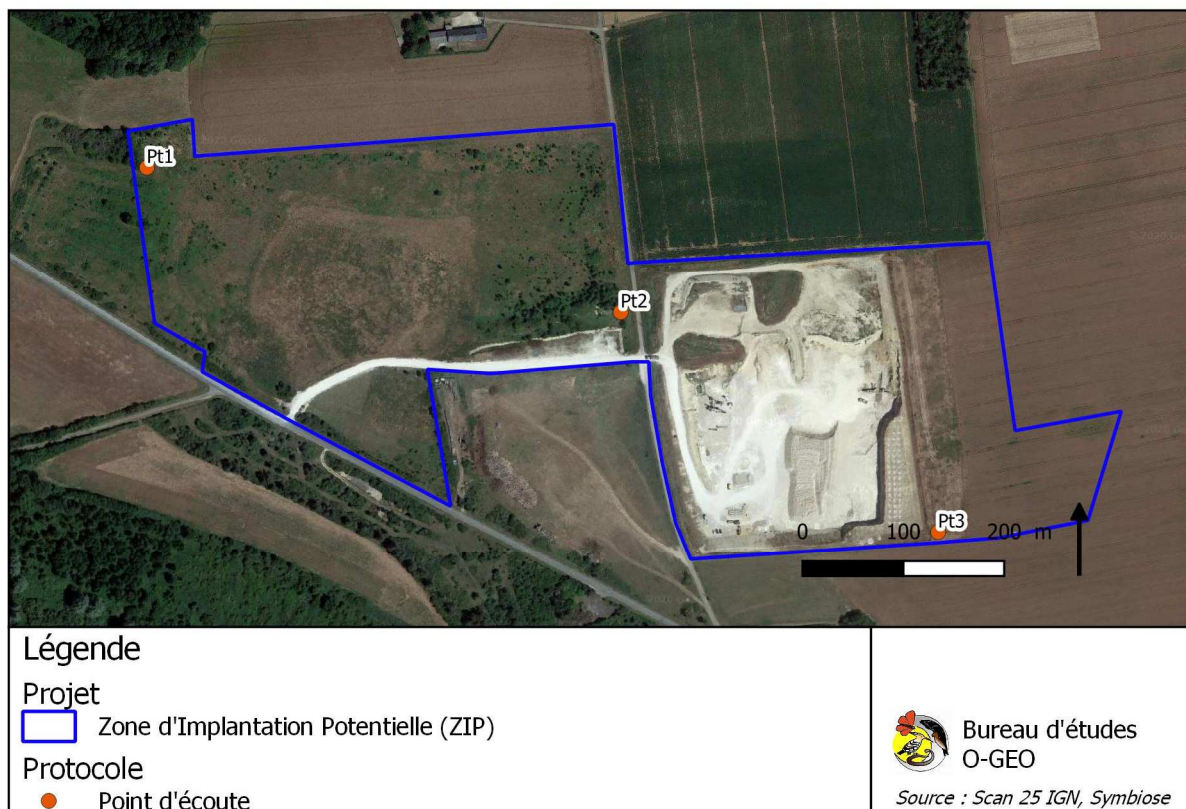 Pt1
Pt2
Pt3
0 100 200 m
Légende
Projet
Zone d'Implantation Potentielle (ZIP)
Protocole
Point d'écoute
Bureau d'études
O-GEO
Source : Scan 25 IGN, Symbiose